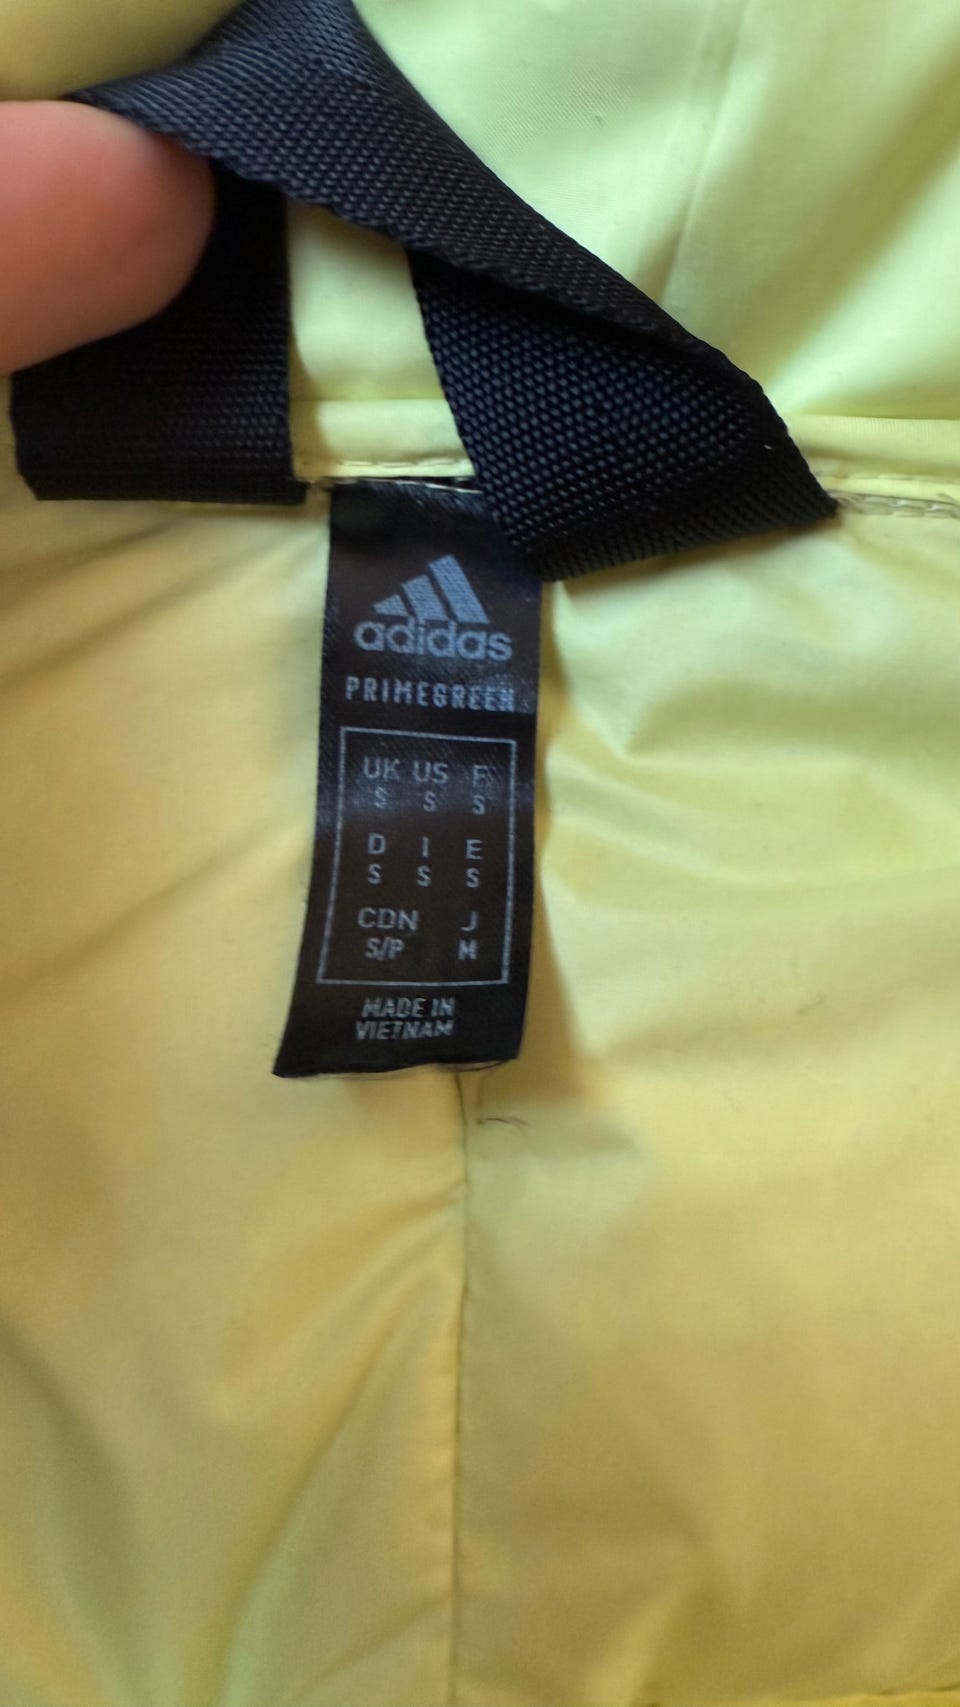 adidas
PRIMEGREEN
UK US F
S S S
D I E
S S S
CDN J
S/P M
MADE IN
VIETNAM